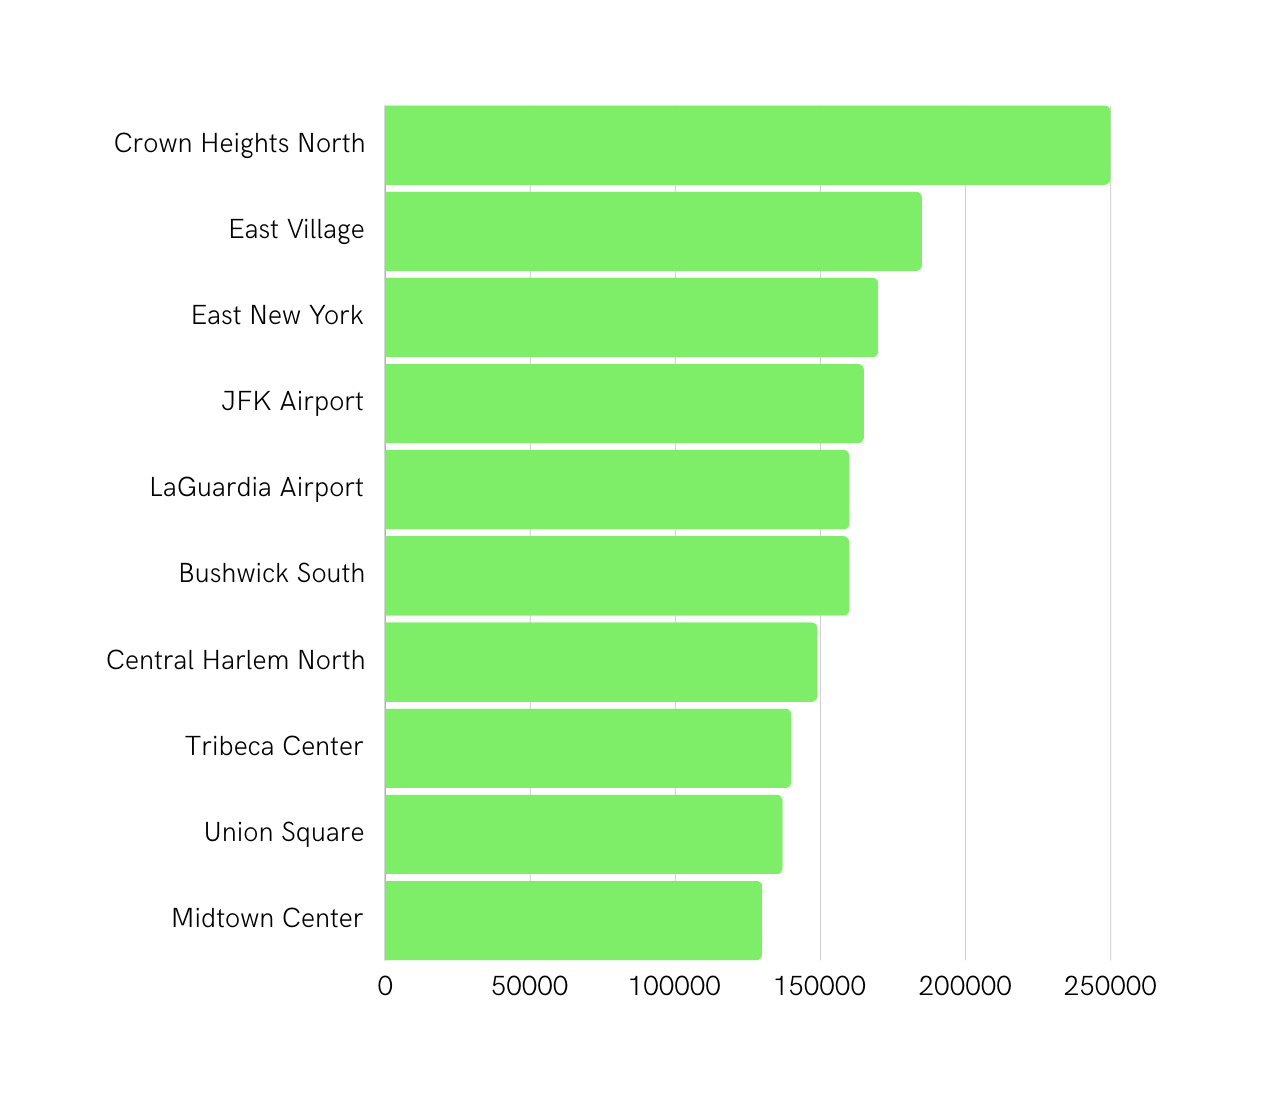 Crown Heights North
East Village
East New York
JFK Airport
LaGuardia Airport
Bushwick South
Central Harlem North
Tribeca Center
Union Square
Midtown Center
0 50000 100000 150000 200000 250000